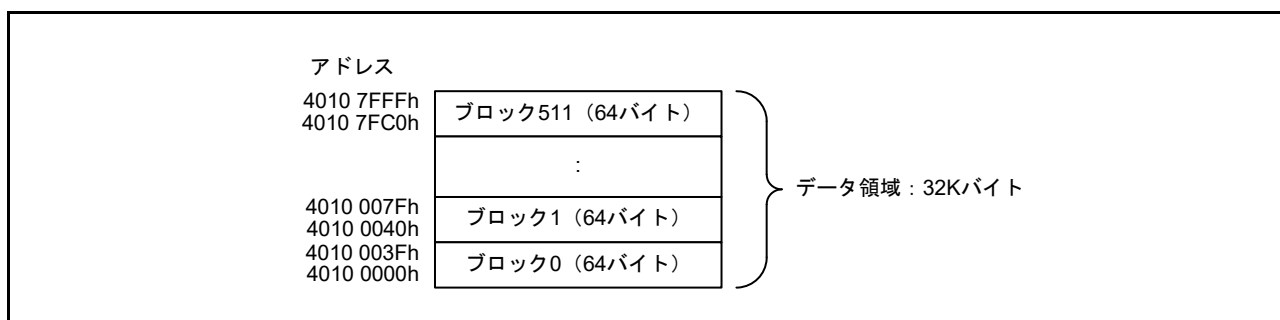 アドレス
4010 7FFFh
4010 7FC0h
ブロック511（64バイト）
:
データ領域：32Kバイト
4010 007Fh
4010 0040h
ブロック1（64バイト）
4010 003Fh
4010 0000h
ブロック0（64バイト）